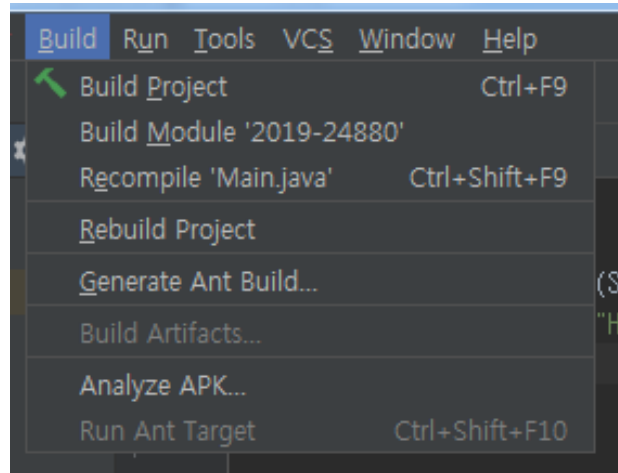 Build Run Tools VCS Window Help
Build Project Ctrl+F9
Build Module '2019-24880'
Recompile 'Main.java' Ctrl+Shift+F9
Rebuild Project
Generate Ant Build...
(S
Build Artifacts...
"H
Analyze APK...
Run Ant Target Ctrl+Shift+F10